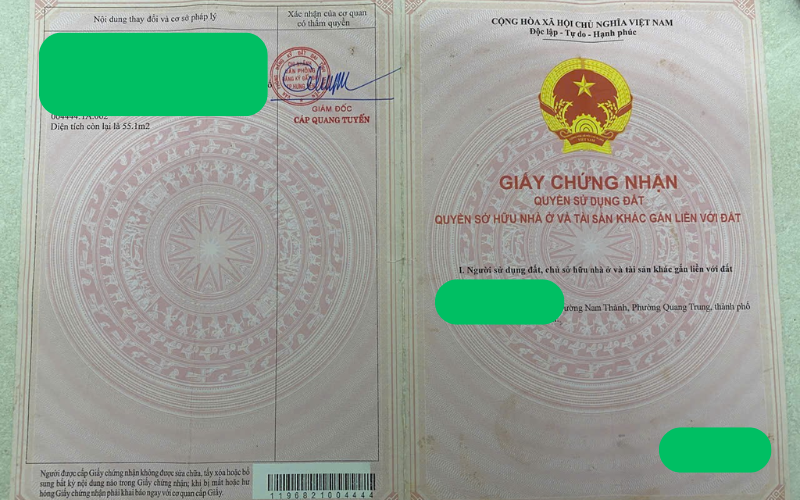 Nội dung thay đổi và cơ sở pháp lý
Xác nhận của cơ quan
có thẩm quyền
004444.TA.002
Diện tích còn lại là 55.1m2
GIÁM ĐỐC
CÁP QUANG TUYẾN
Người được cấp Giấy chứng nhận không được sửa chữa, tẩy xóa hoặc bổ
sung bất kỳ nội dung nào trong Giấy chứng nhận; khi bị mất hoặc hư
hỏng Giấy chứng nhận phải khai báo ngay với cơ quan cấp Giấy.
1196821004444
CỘNG HÒA XÃ HỘI CHỦ NGHĨA VIỆT NAM
Độc lập - Tự do - Hạnh phúc
GIẤY CHỨNG NHẬN
QUYỀN SỬ DỤNG ĐẤT
QUYỀN SỞ HỮU NHÀ Ở VÀ TÀI SẢN KHÁC GẮN LIỀN VỚI ĐẤT
I. Người sử dụng đất, chủ sở hữu nhà ở và tài sản khác gắn liền với đất
Nam Thành, Phường Quang Trung, thành phố